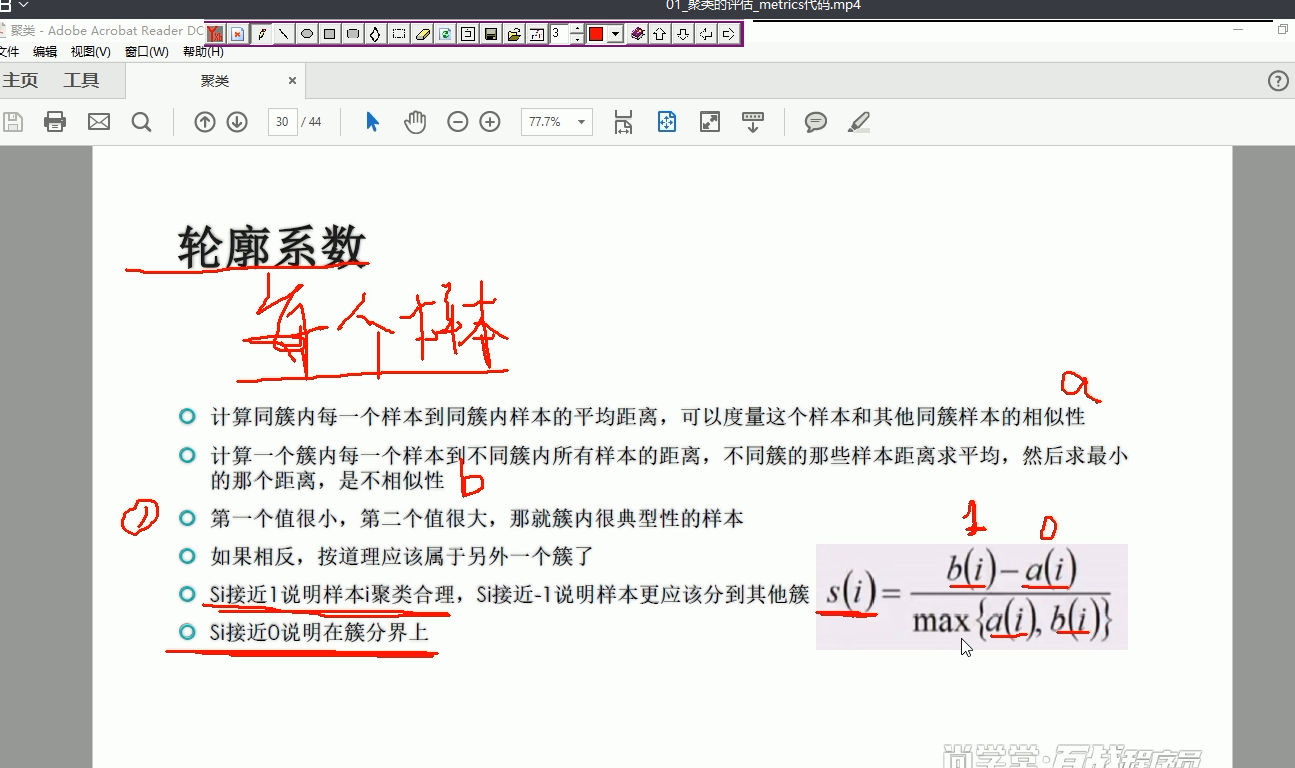 01_聚类的评估_metrics代码.mp4
聚类 - Adobe Acrobat Reader DC
3
文件 编辑 视图(V) 窗口(W) 帮助(H)
主页 工具 聚类 ×
30 / 44 77.7%
轮廓系数
每个样本
a
计算同簇内每一个样本到同簇内样本的平均距离，可以度量这个样本和其他同簇样本的相似性
计算一个簇内每一个样本到不同簇内所有样本的距离，不同簇的那些样本距离求平均，然后求最小
的那个距离，是不相似性 b
① 第一个值很小，第二个值很大，那就簇内很典型性的样本
1 0
如果相反，按道理应该属于另外一个簇了
Si接近1说明样本i聚类合理，Si接近-1说明样本更应该分到其他簇
s(i) = b(i) − a(i) / max{a(i), b(i)}
Si接近0说明在簇分界上
尚学堂·百战程序员